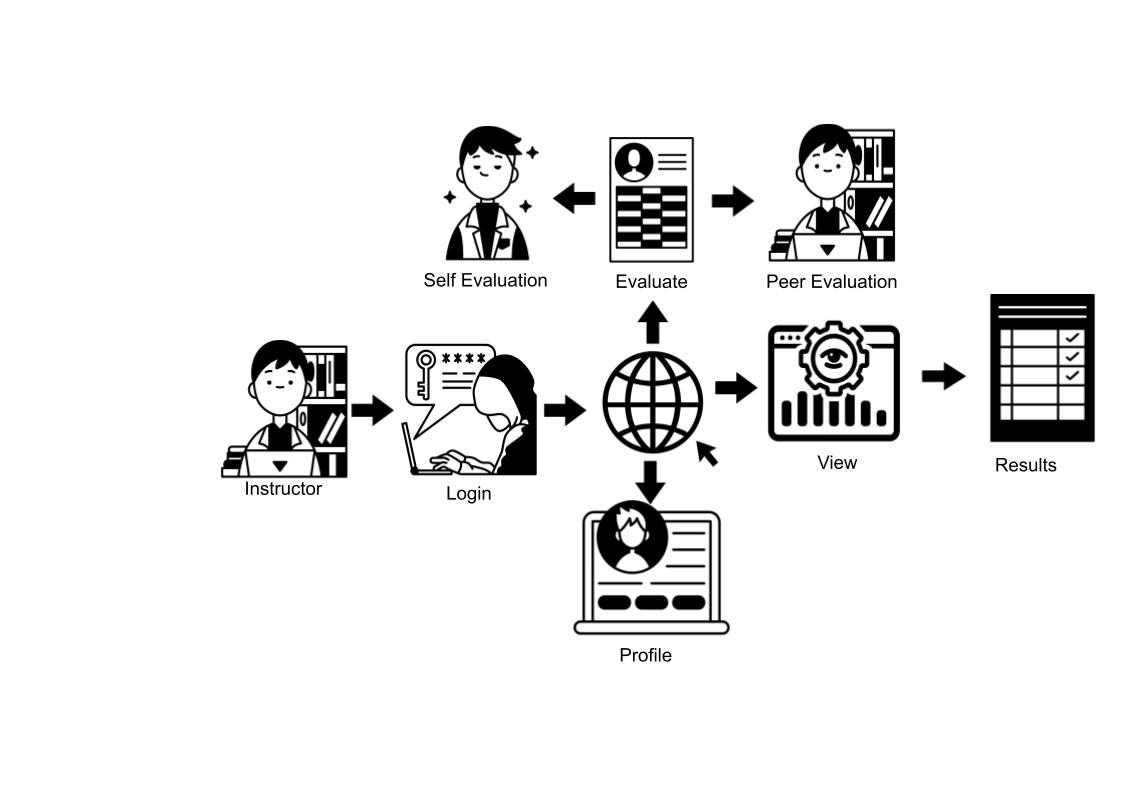 Self Evaluation
Evaluate
Peer Evaluation
Instructor
Login
View
Results
Profile